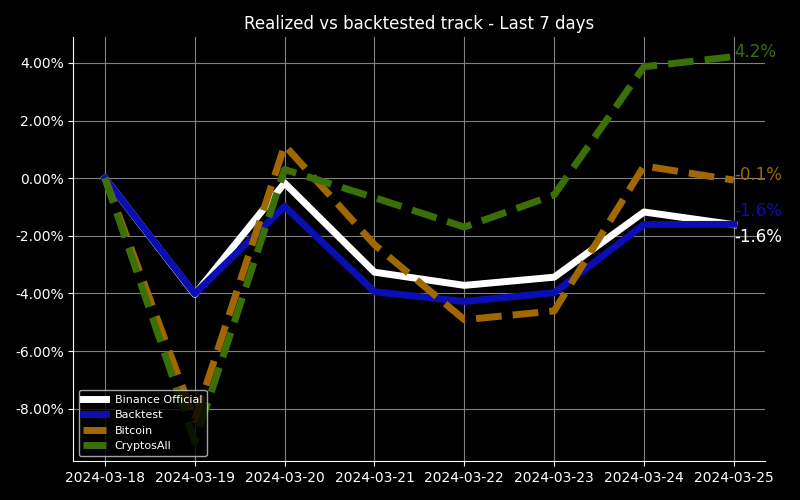 Realized vs backtested track - Last 7 days
4.00%
2.00%
0.00%
-2.00%
-4.00%
-6.00%
-8.00%
4.2%
-0.1%
-1.6%
-1.6%
Binance Official
Backtest
Bitcoin
CryptosAll
2024-03-18 2024-03-19 2024-03-20 2024-03-21 2024-03-22 2024-03-23 2024-03-24 2024-03-25